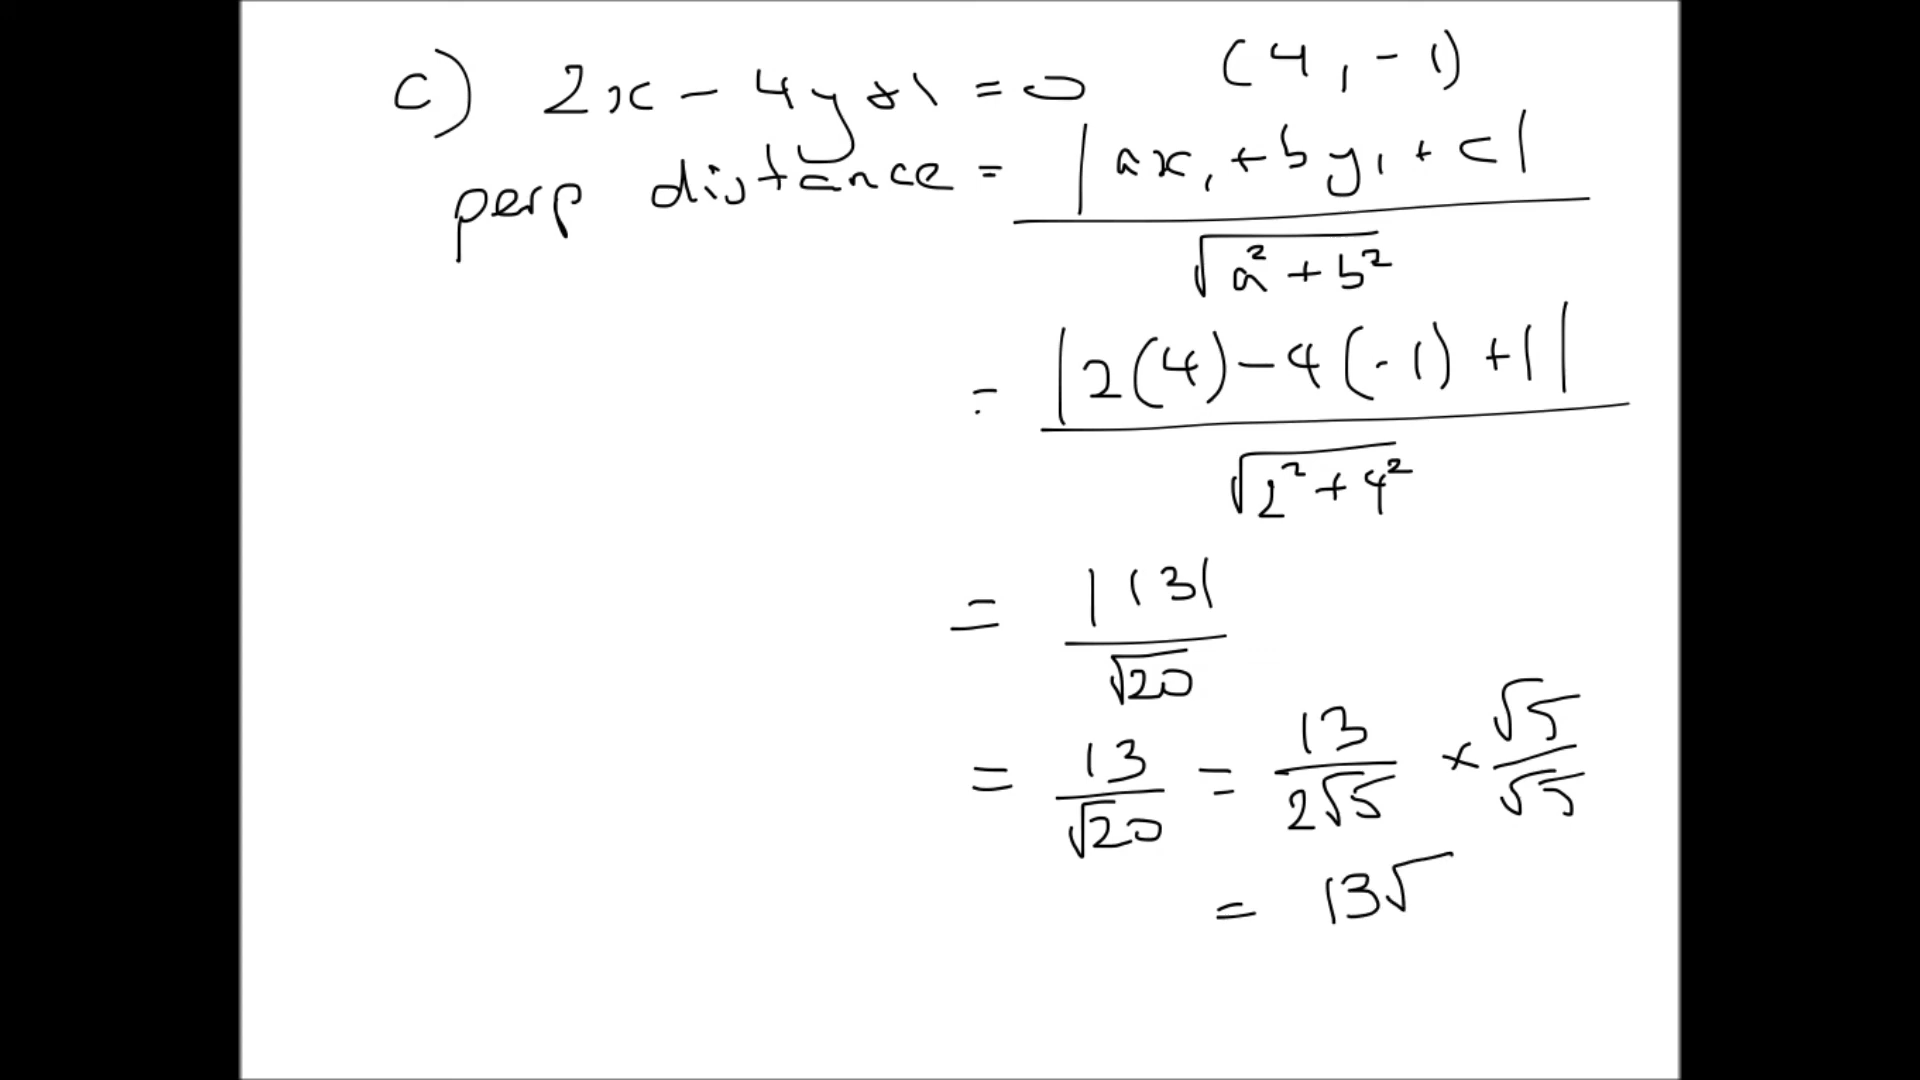 c) 2x - 4y + 1 = 0 (4, -1)
perp distance = |ax₁ + by₁ + c| / √(a² + b²)
= |2(4) - 4(-1) + 1| / √(2² + 4²)
= |13| / √20
= 13/√20 = 13/(2√5) × √5/√5
= 13√